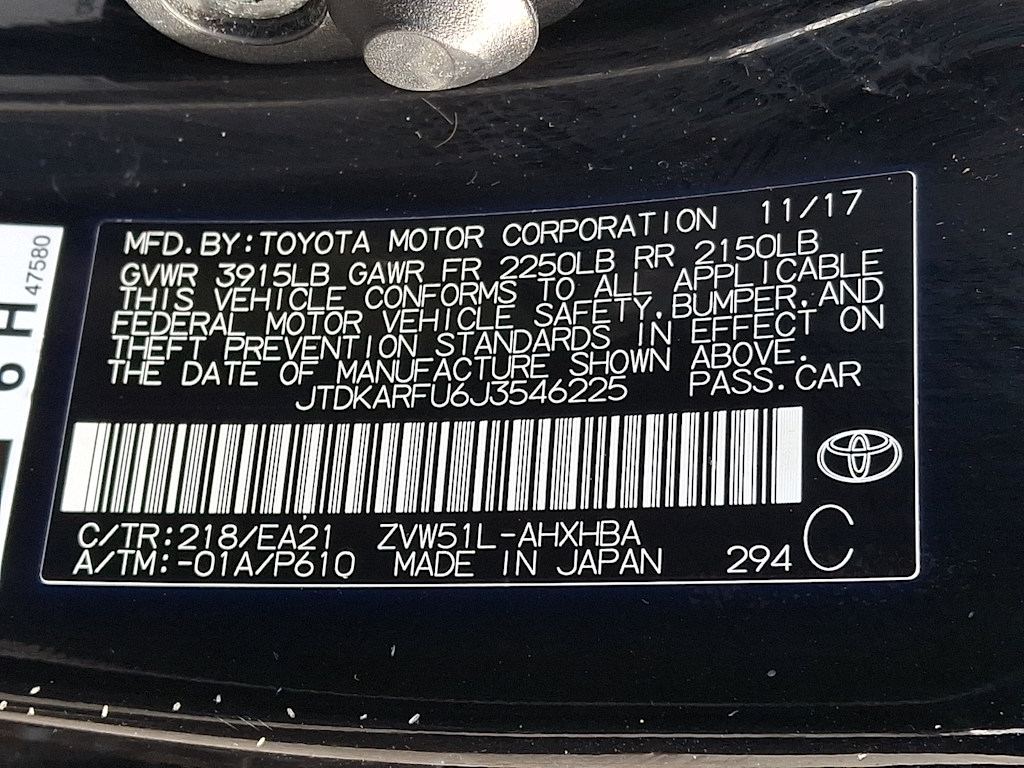 MFD.BY:TOYOTA MOTOR CORPORATION 11/17
GVWR 3915LB GAWR FR 2250LB RR 2150LB
THIS VEHICLE CONFORMS TO ALL APPLICABLE
FEDERAL MOTOR VEHICLE SAFETY,BUMPER,AND
THEFT PREVENTION STANDARDS IN EFFECT ON
THE DATE OF MANUFACTURE SHOWN ABOVE.
JTDKARFU6J3546225 PASS.CAR
C/TR:218/EA21 ZVW51L-AHXHBA
A/TM:-01A/P610 MADE IN JAPAN 294 C
47580